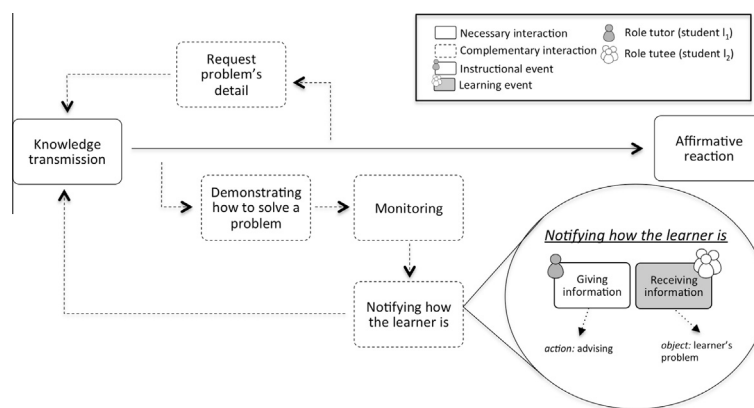 Necessary interaction
Complementary interaction
Instructional event
Learning event
Role tutor (student I₁)
Role tutee (student I₂)
Request
problem's
detail
Knowledge
transmission
Affirmative
reaction
Demonstrating
how to solve a
problem
Monitoring
Notifying how
the learner is
Notifying how the learner is
Giving
information
Receiving
information
action: advising
object: learner's
problem